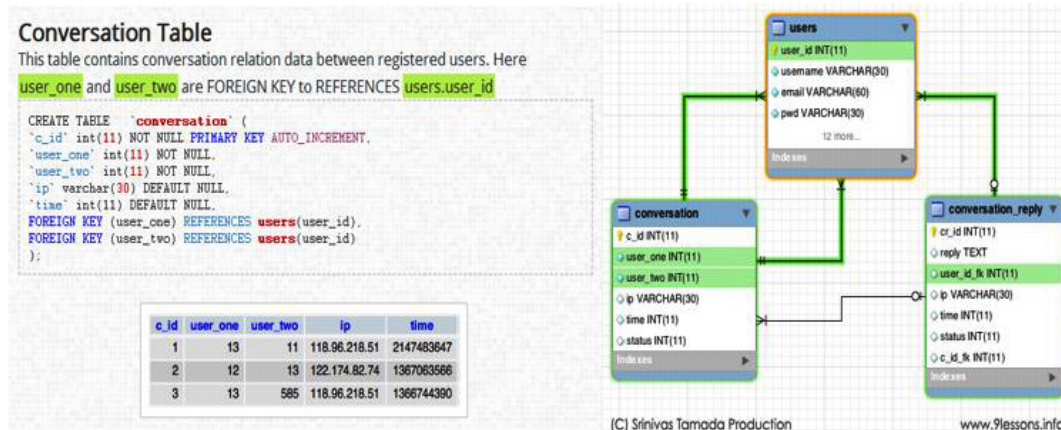 Conversation Table
This table contains conversation relation data between registered users. Here
user_one and user_two are FOREIGN KEY to REFERENCES users.user_id
CREATE TABLE `conversation` (
`c_id` int(11) NOT NULL PRIMARY KEY AUTO_INCREMENT,
`user_one` int(11) NOT NULL,
`user_two` int(11) NOT NULL,
`ip` varchar(30) DEFAULT NULL,
`time` int(11) DEFAULT NULL,
FOREIGN KEY (user_one) REFERENCES users(user_id),
FOREIGN KEY (user_two) REFERENCES users(user_id)
);
c_id user_one user_two ip time
1 13 11 118.96.218.51 2147483647
2 12 13 122.174.82.74 1367063566
3 13 585 118.96.218.51 1366744390
users
user_id INT(11)
username VARCHAR(30)
email VARCHAR(60)
pwd VARCHAR(30)
12 more...
Indexes
conversation
c_id INT(11)
user_one INT(11)
user_two INT(11)
ip VARCHAR(30)
time INT(11)
status INT(11)
Indexes
conversation_reply
cr_id INT(11)
reply TEXT
user_id_fk INT(11)
ip VARCHAR(30)
time INT(11)
status INT(11)
c_id_fk INT(11)
Indexes
(C) Srinivas Tamada Production
www.9lessons.info